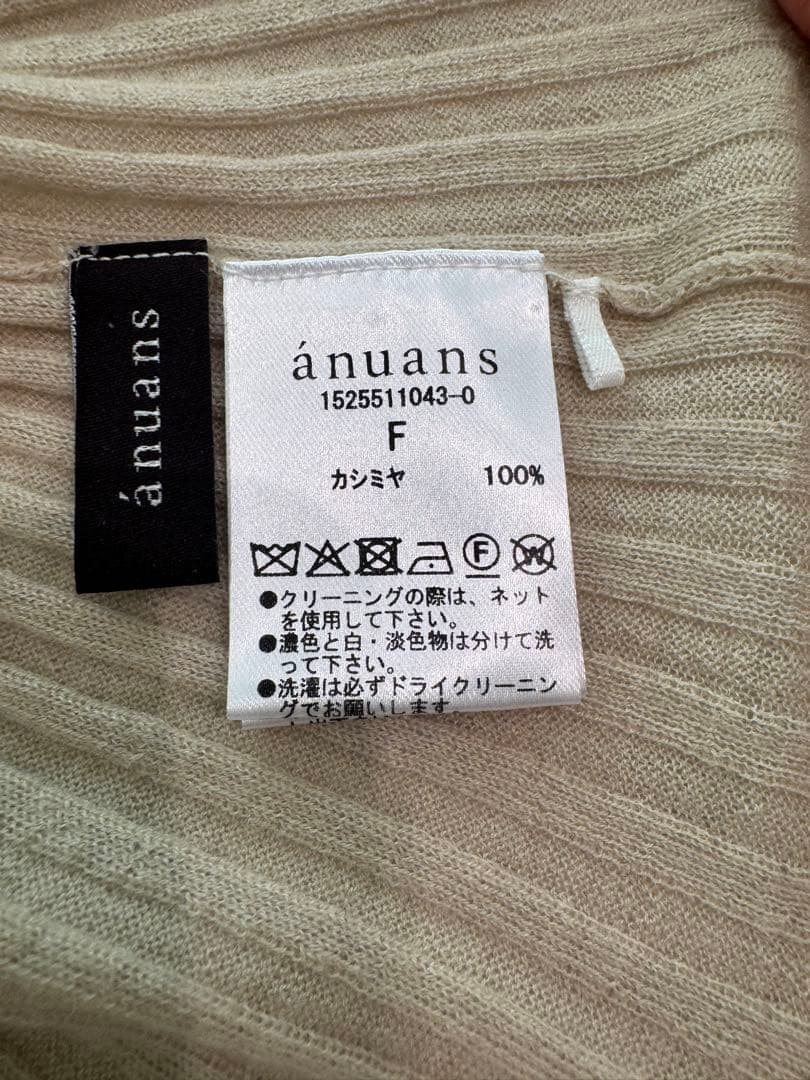 ánuans
ánuans
1525511043-0
F
カシミヤ 100%
F W
●クリーニングの際は、ネット
を使用して下さい。
●濃色と白・淡色物は分けて洗
って下さい。
●洗濯は必ずドライクリーニン
グでお願いします。